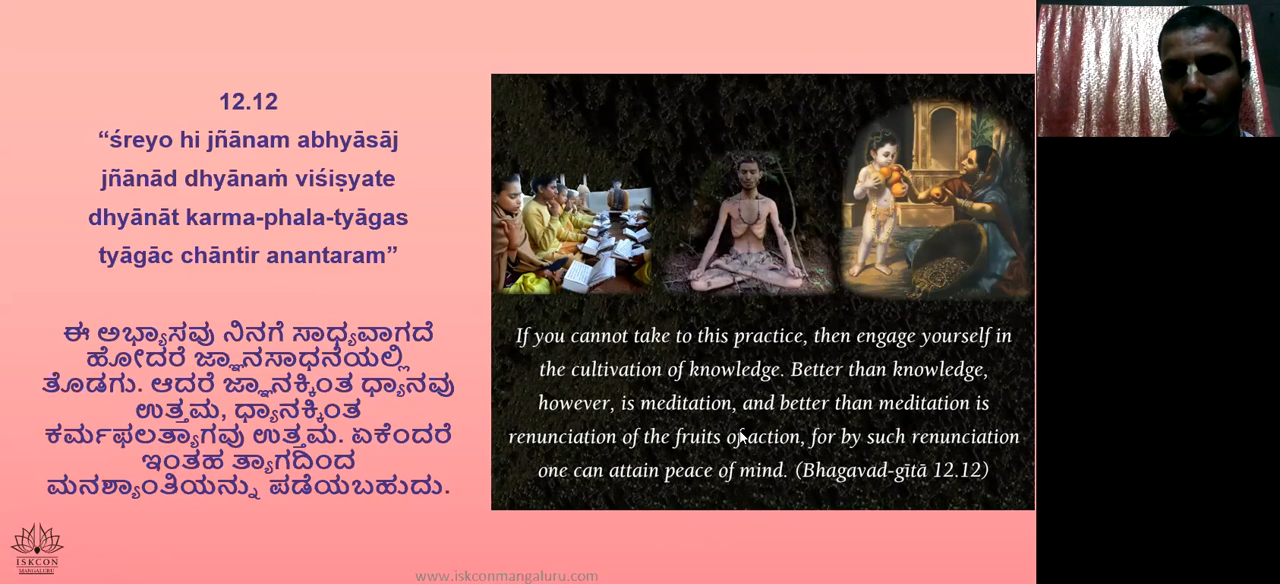 12.12
“śreyo hi jñānam abhyāsāj
jñānād dhyānaṁ viśiṣyate
dhyānāt karma-phala-tyāgas
tyāgāc chāntir anantaram”
ಈ ಅಭ್ಯಾಸವು ನಿನಗೆ ಸಾಧ್ಯವಾಗದೆ
ಹೋದರೆ ಜ್ಞಾನಸಾಧನೆಯಲ್ಲಿ
ತೊಡಗು. ಆದರೆ ಜ್ಞಾನಕ್ಕಿಂತ ಧ್ಯಾನವು
ಉತ್ತಮ, ಧ್ಯಾನಕ್ಕಿಂತ
ಕರ್ಮಫಲತ್ಯಾಗವು ಉತ್ತಮ. ಏಕೆಂದರೆ
ಇಂತಹ ತ್ಯಾಗದಿಂದ
ಮನಶ್ಯಾಂತಿಯನ್ನು ಪಡೆಯಬಹುದು.
If you cannot take to this practice, then engage yourself in
the cultivation of knowledge. Better than knowledge,
however, is meditation, and better than meditation is
renunciation of the fruits of action, for by such renunciation
one can attain peace of mind. (Bhagavad-gītā 12.12)
ISKCON
MANGALURU
www.iskconmangaluru.com